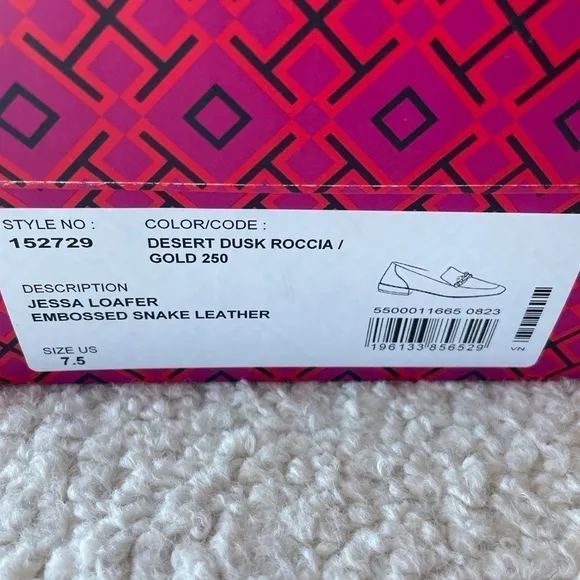 STYLE NO :
152729
COLOR/CODE :
DESERT DUSK ROCCIA /
GOLD 250
DESCRIPTION
JESSA LOAFER
EMBOSSED SNAKE LEATHER
SIZE US
7.5
5500011665 0823
196133 856529
VN